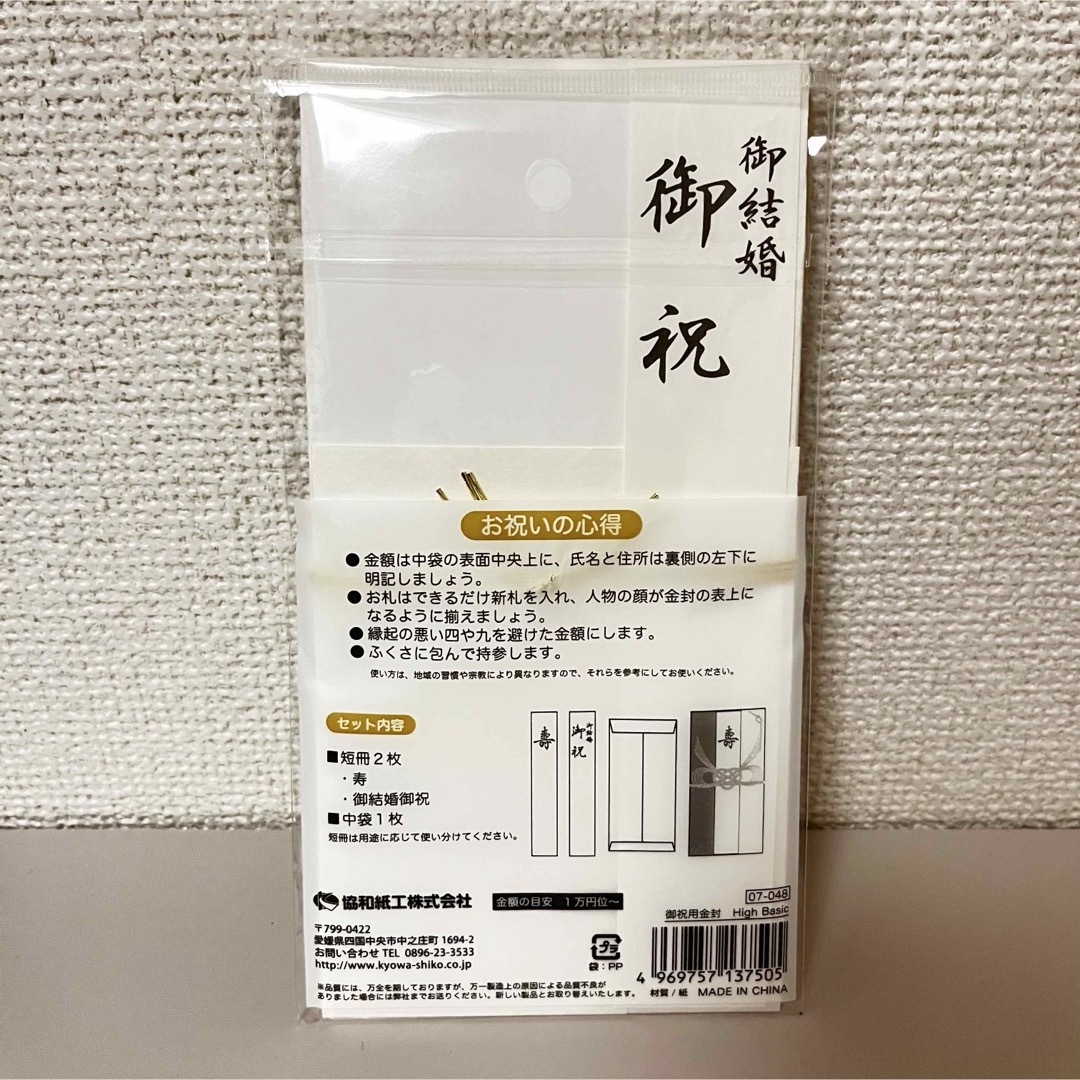 御結婚
御祝
お祝いの心得
●金額は中袋の表面中央上に、氏名と住所は裏側の左下に
明記しましょう。
●お札はできるだけ新札を入れ、人物の顔が金封の表上に
なるように揃えましょう。
●縁起の悪い四や九を避けた金額にします。
●ふくさに包んで持参します。
使い方は、地域の習慣や宗教により異なりますので、それらを参考にしてお使いください。
セット内容
■短冊2枚
・寿
・御結婚御祝
■中袋1枚
短冊は用途に応じて使い分けてください。
壽
御結婚
御祝
壽
協和紙工株式会社
金額の目安 1万円位~
〒799-0422
愛媛県四国中央市中之庄町 1694-2
お問い合わせ TEL 0896-23-3533
http://www.kyowa-shiko.co.jp
※品質には、万全を期しておりますが、万一製造上の原因による品質不良が
ありました場合には弊社までお送りください。新しい製品とお取り替えいたします。
プラ
袋:PP
07-048
御祝用金封 High Basic
4 969757 137505
材質/紙 MADE IN CHINA